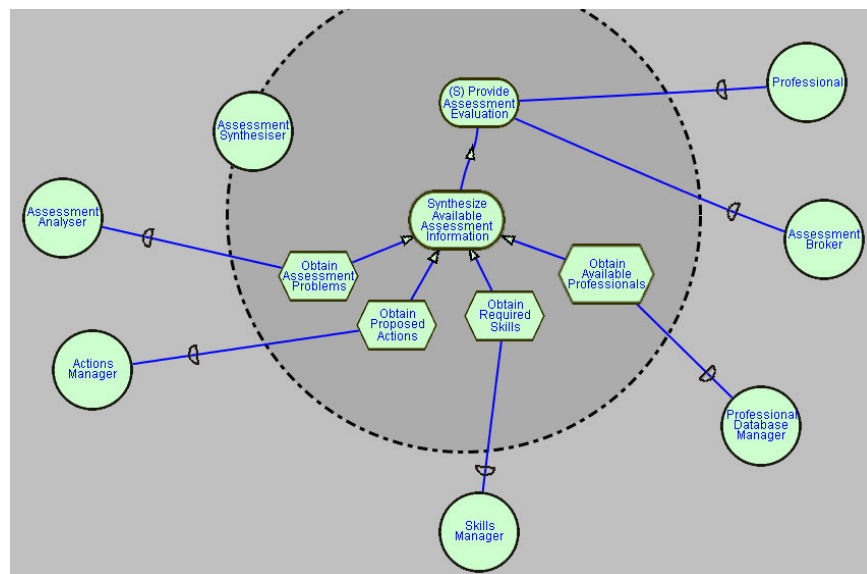 (S) Provide
Assessment
Evaluation
Professional
Assessment
Synthesiser
Assessment
Analyser
Synthesize
Available
Assessment
Information
Assessment
Broker
Obtain
Assessment
Problems
Obtain
Available
Professionals
Obtain
Proposed
Actions
Obtain
Required
Skills
Actions
Manager
Professional
Database
Manager
Skills
Manager